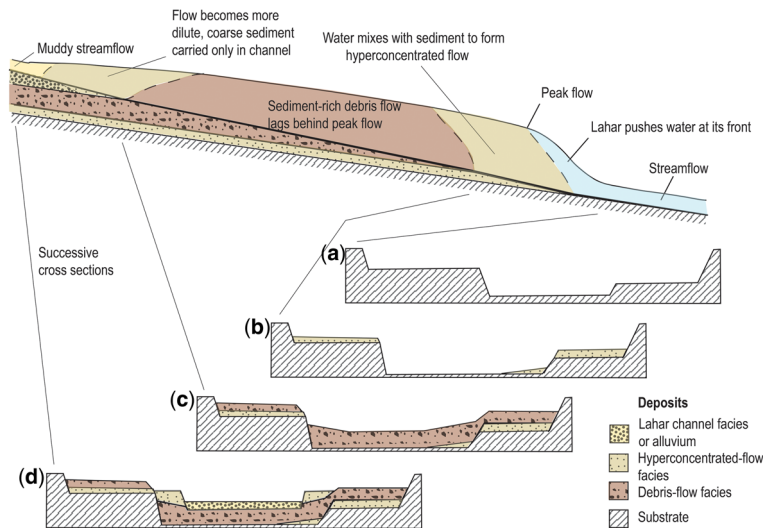 Flow becomes more
dilute, coarse sediment
carried only in channel
Muddy streamflow
Water mixes with sediment to form
hyperconcentrated flow
Sediment-rich debris flow
lags behind peak flow
Peak flow
Lahar pushes water at its front
Streamflow
Successive
cross sections
(a)
(b)
(c)
(d)
Deposits
Lahar channel facies
or alluvium
Hyperconcentrated-flow
facies
Debris-flow facies
Substrate